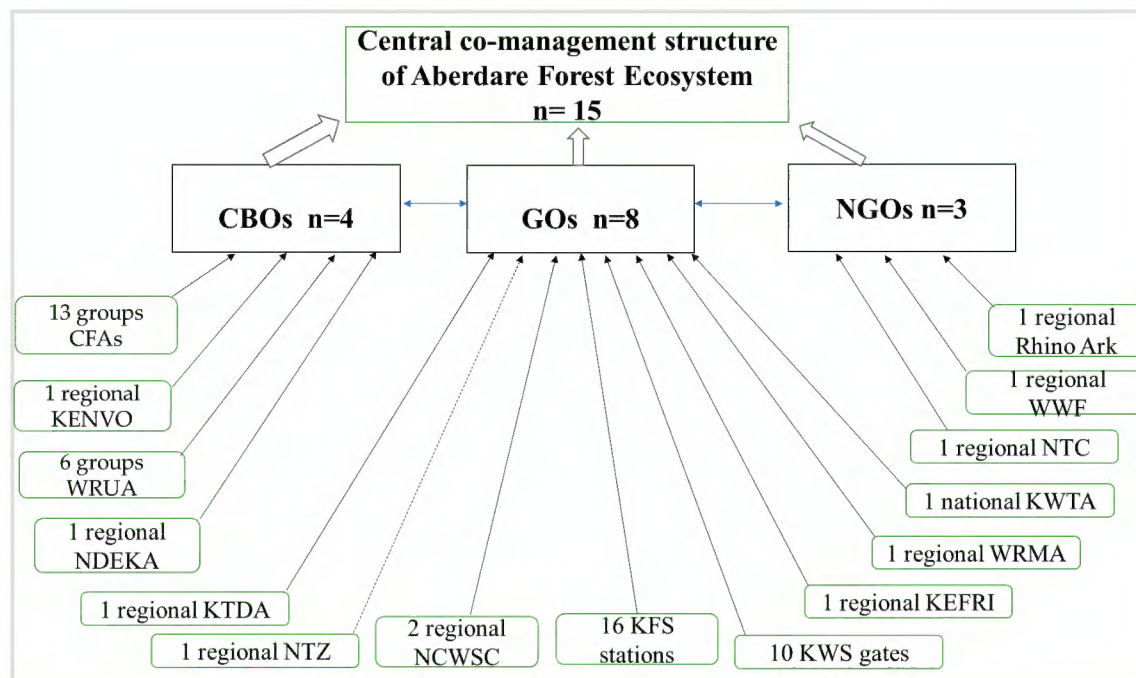 Central co-management structure
of Aberdare Forest Ecosystem
n= 15
CBOs n=4
GOs n=8
NGOs n=3
13 groups
CFAs
1 regional
KENVO
6 groups
WRUA
1 regional
NDEKA
1 regional KTDA
1 regional NTZ
2 regional
NCWSC
16 KFS
stations
10 KWS gates
1 regional KEFRI
1 regional WRMA
1 national KWTA
1 regional NTC
1 regional
WWF
1 regional
Rhino Ark